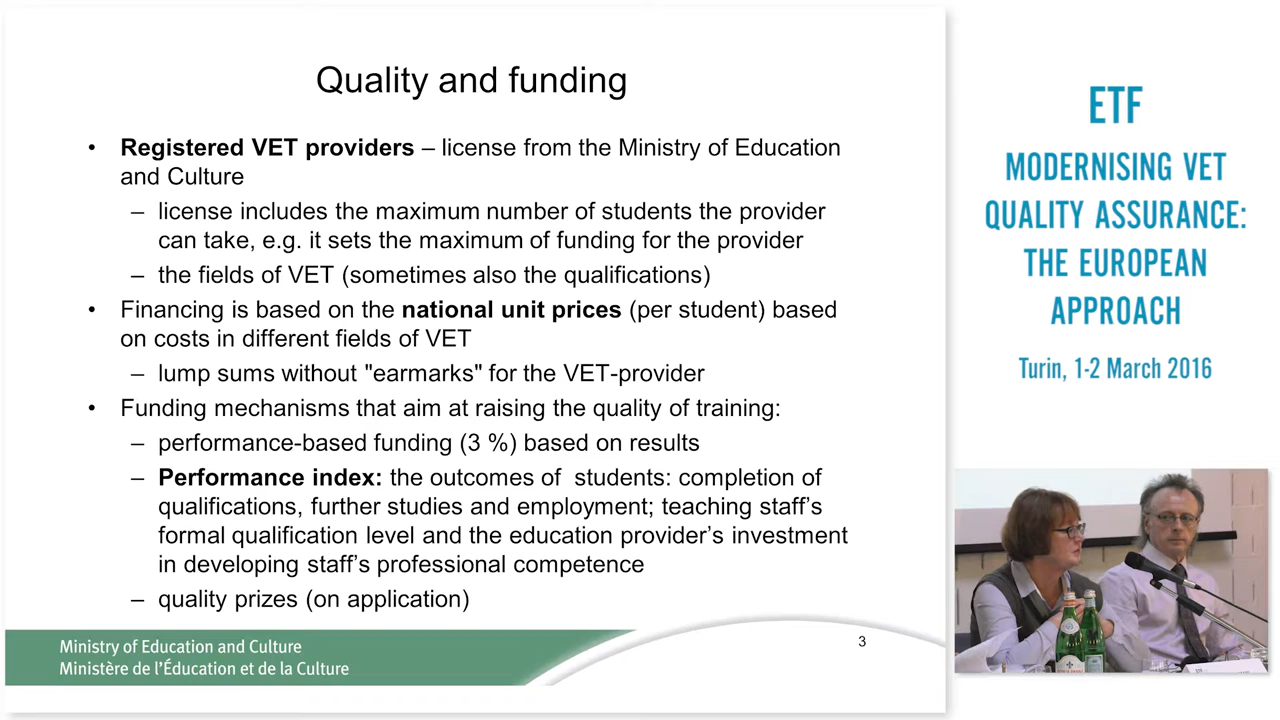 Quality and funding
• Registered VET providers – license from the Ministry of Education
and Culture
– license includes the maximum number of students the provider
can take, e.g. it sets the maximum of funding for the provider
– the fields of VET (sometimes also the qualifications)
• Financing is based on the national unit prices (per student) based
on costs in different fields of VET
– lump sums without "earmarks" for the VET-provider
• Funding mechanisms that aim at raising the quality of training:
– performance-based funding (3 %) based on results
– Performance index: the outcomes of students: completion of
qualifications, further studies and employment; teaching staff’s
formal qualification level and the education provider’s investment
in developing staff’s professional competence
– quality prizes (on application)
Ministry of Education and Culture
Ministère de l’Éducation et de la Culture
3
ETF
MODERNISING VET
QUALITY ASSURANCE:
THE EUROPEAN
APPROACH
Turin, 1-2 March 2016